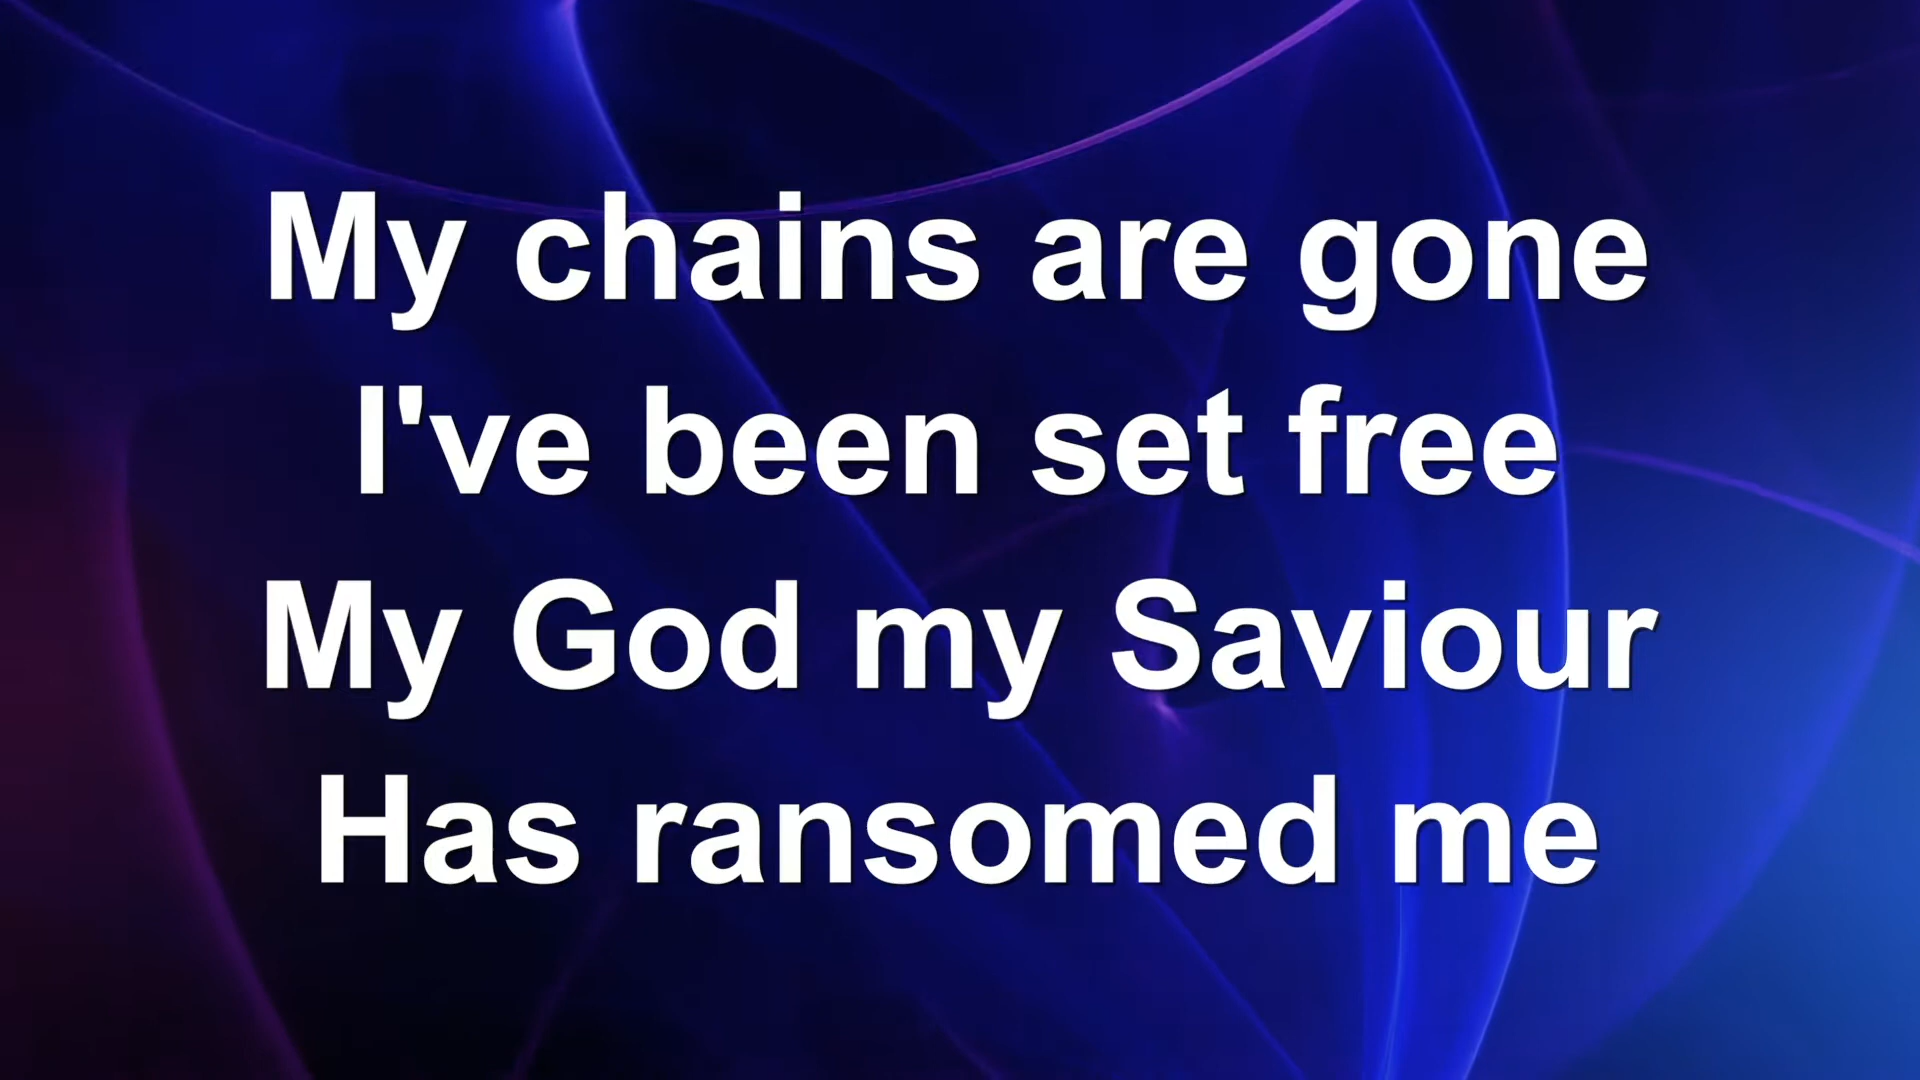 My chains are gone
I've been set free
My God my Saviour
Has ransomed me